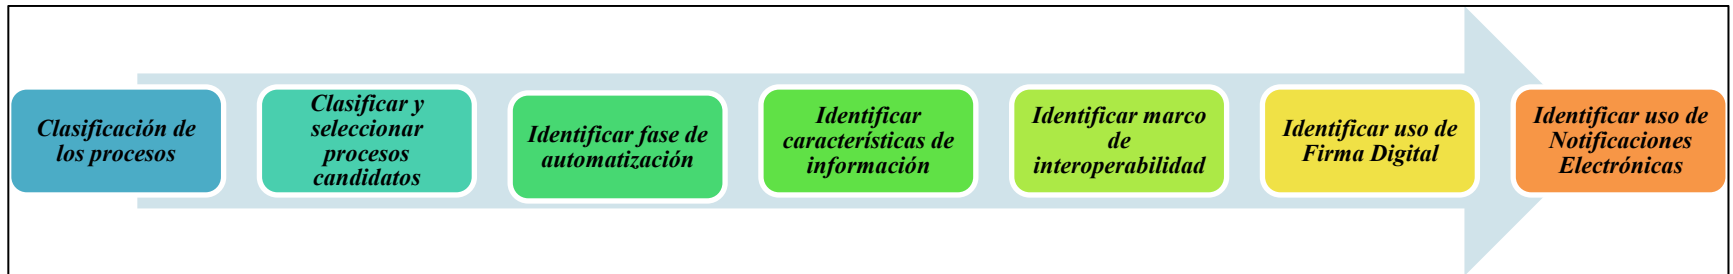 Clasificación de
los procesos
Clasificar y
seleccionar
procesos
candidatos
Identificar fase de
automatización
Identificar
características de
información
Identificar marco
de
interoperabilidad
Identificar uso de
Firma Digital
Identificar uso de
Notificaciones
Electrónicas